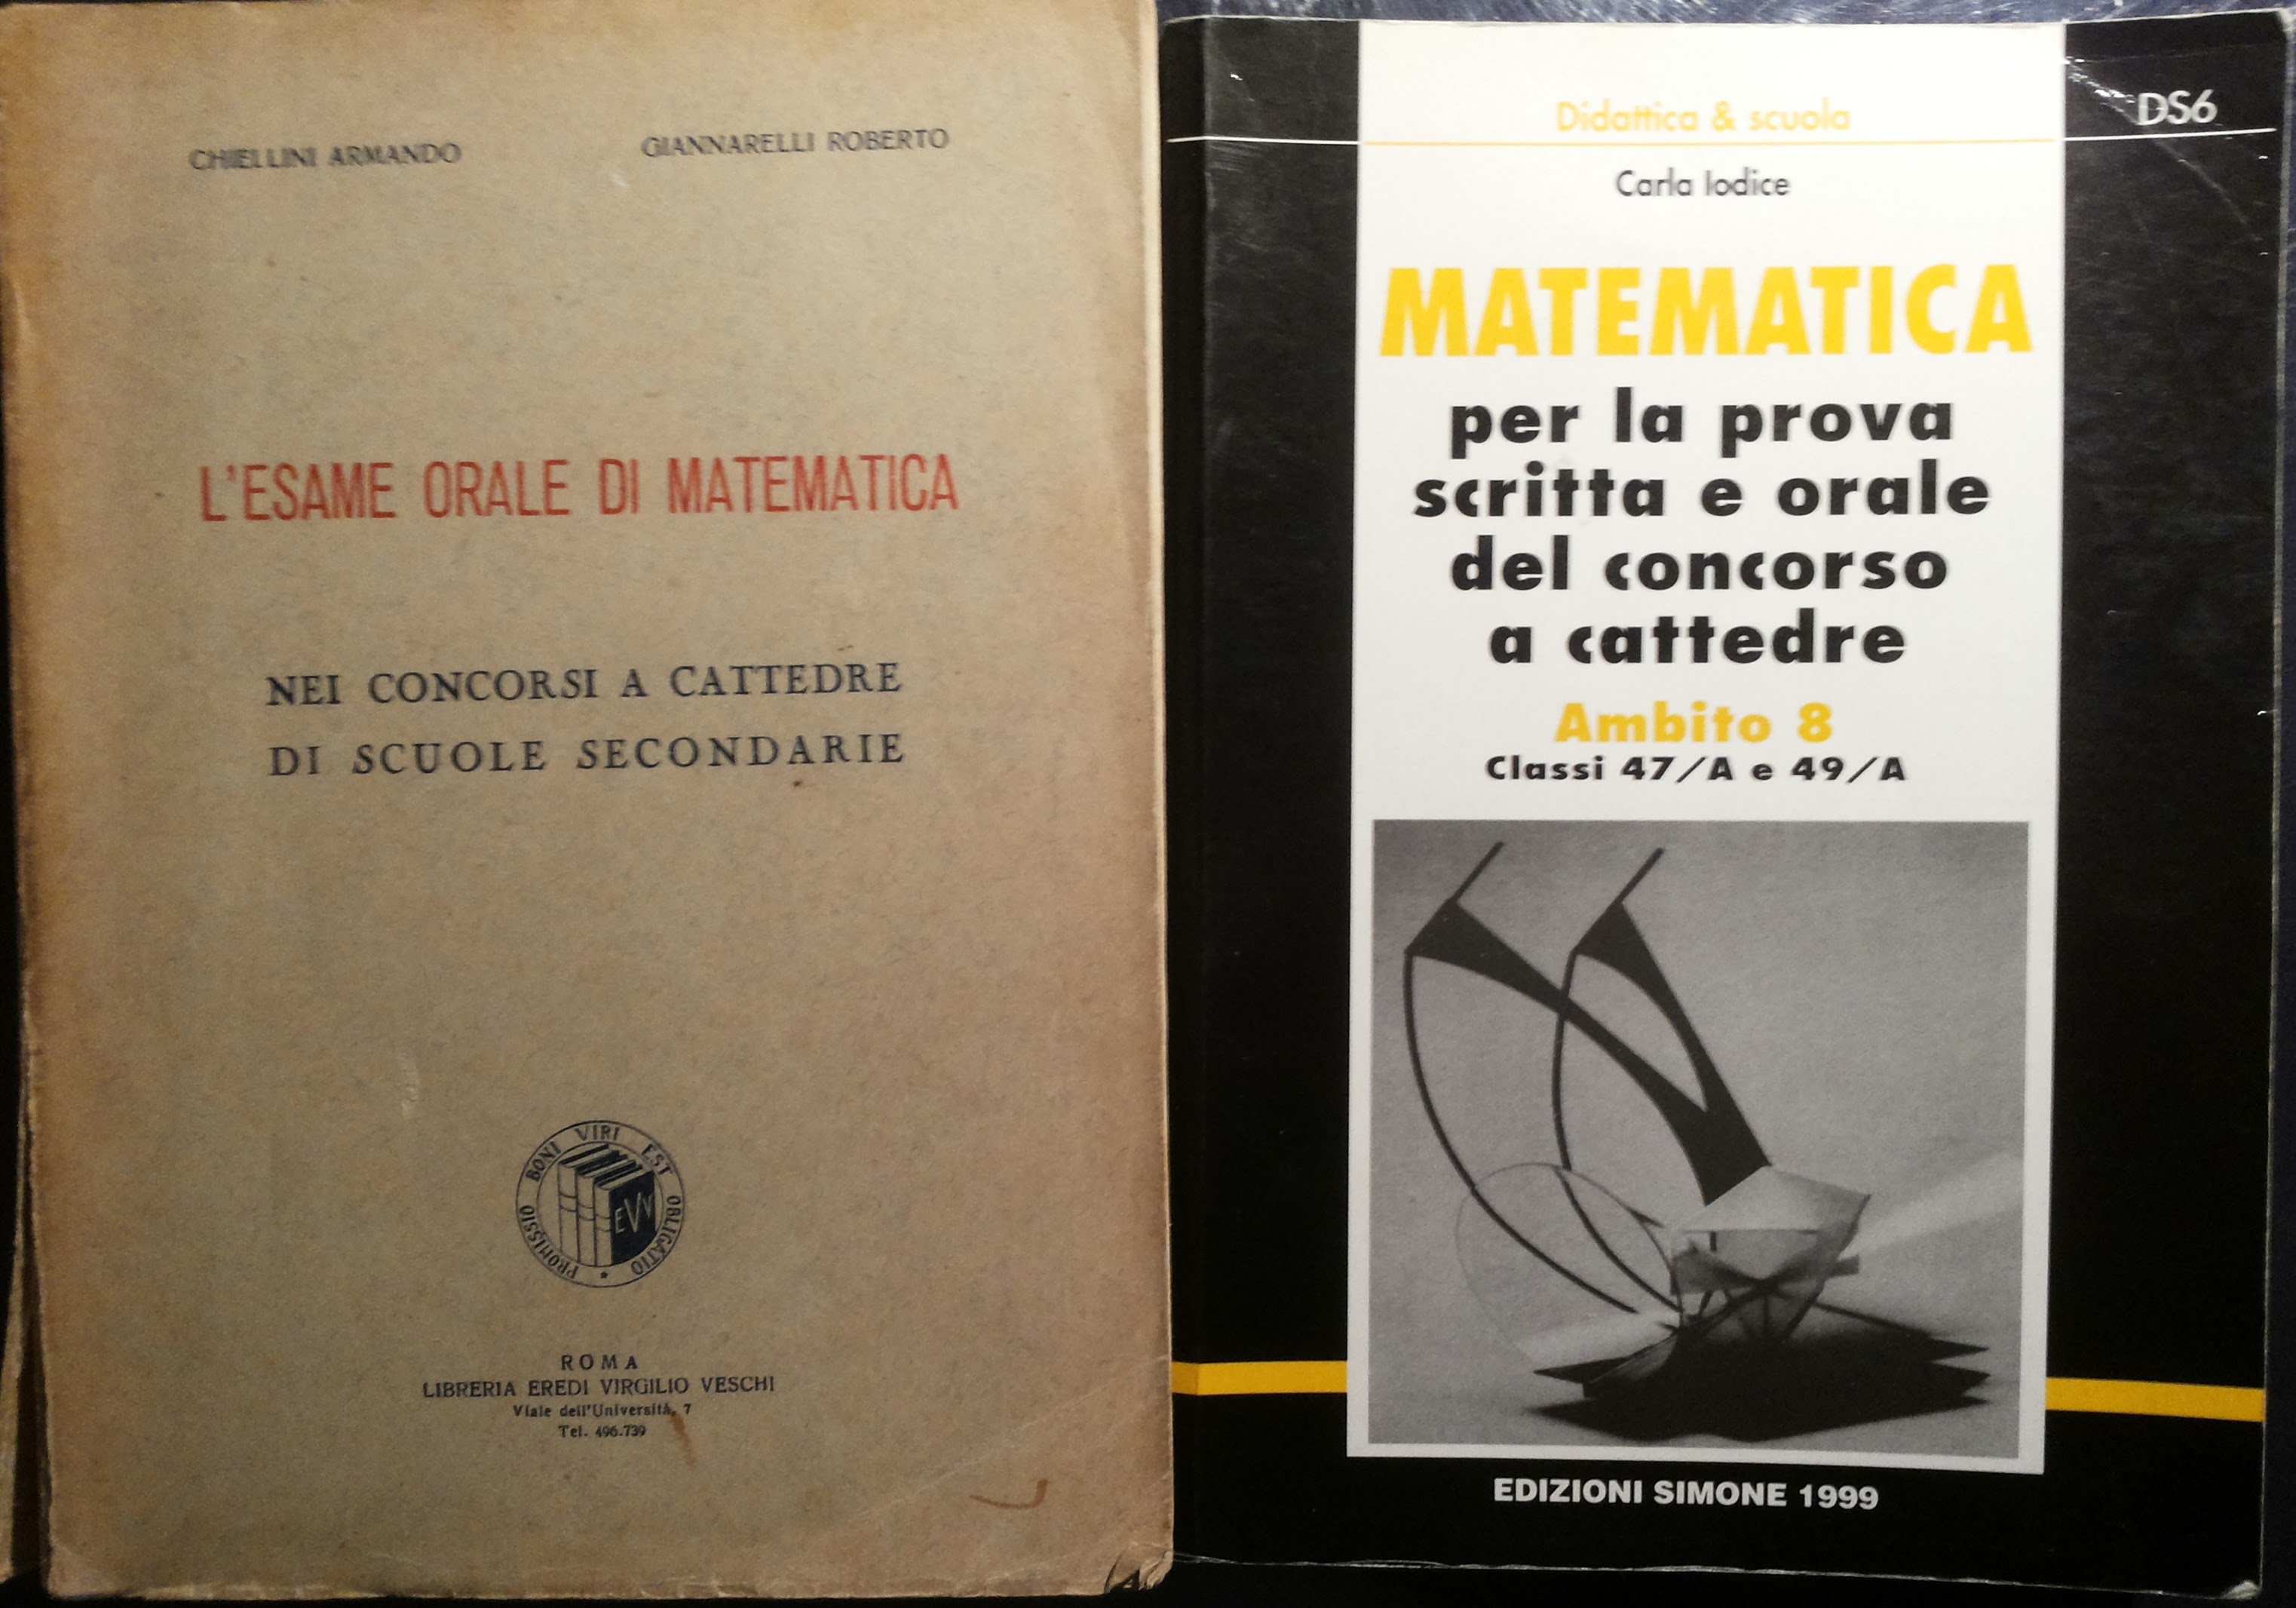 CHIELLINI ARMANDO
GIANNARELLI ROBERTO
L'ESAME ORALE DI MATEMATICA
NEI CONCORSI A CATTEDRE
DI SCUOLE SECONDARIE
PROMISSIO BONI VIRI EST OBLIGATIO
EVV
ROMA
LIBRERIA EREDI VIRGILIO VESCHI
Viale dell'Università, 7
Tel. 496.739
Didattica & scuola
DS6
Carla Iodice
MATEMATICA
per la prova
scritta e orale
del concorso
a cattedre
Ambito 8
Classi 47/A e 49/A
EDIZIONI SIMONE 1999